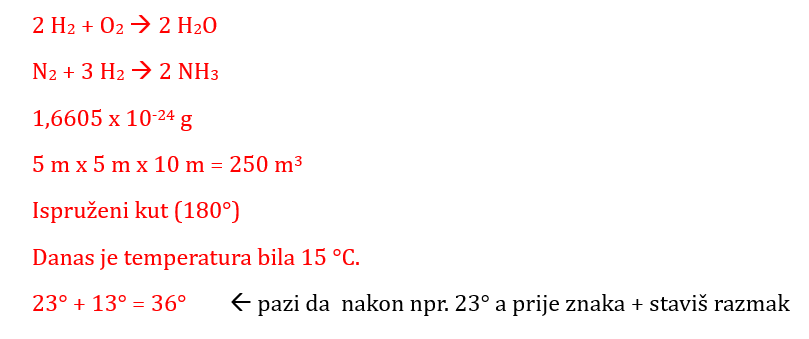 2 H₂ + O₂ → 2 H₂O
N₂ + 3 H₂ → 2 NH₃
1,6605 x 10⁻²⁴ g
5 m x 5 m x 10 m = 250 m³
Ispruženi kut (180°)
Danas je temperatura bila 15 °C.
23° + 13° = 36° ← pazi da  nakon npr. 23° a prije znaka + staviš razmak